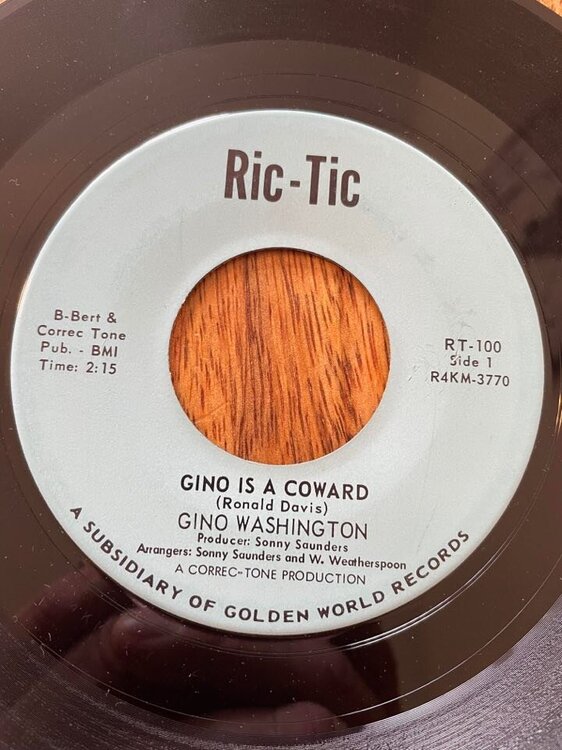 Ric-Tic
B-Bert &
Correc Tone
Pub. - BMI
Time: 2:15
RT-100
Side 1
R4KM-3770
GINO IS A COWARD
(Ronald Davis)
GINO WASHINGTON
Producer: Sonny Saunders
Arrangers: Sonny Saunders and W. Weatherspoon
A CORREC-TONE PRODUCTION
A SUBSIDIARY OF GOLDEN WORLD RECORDS